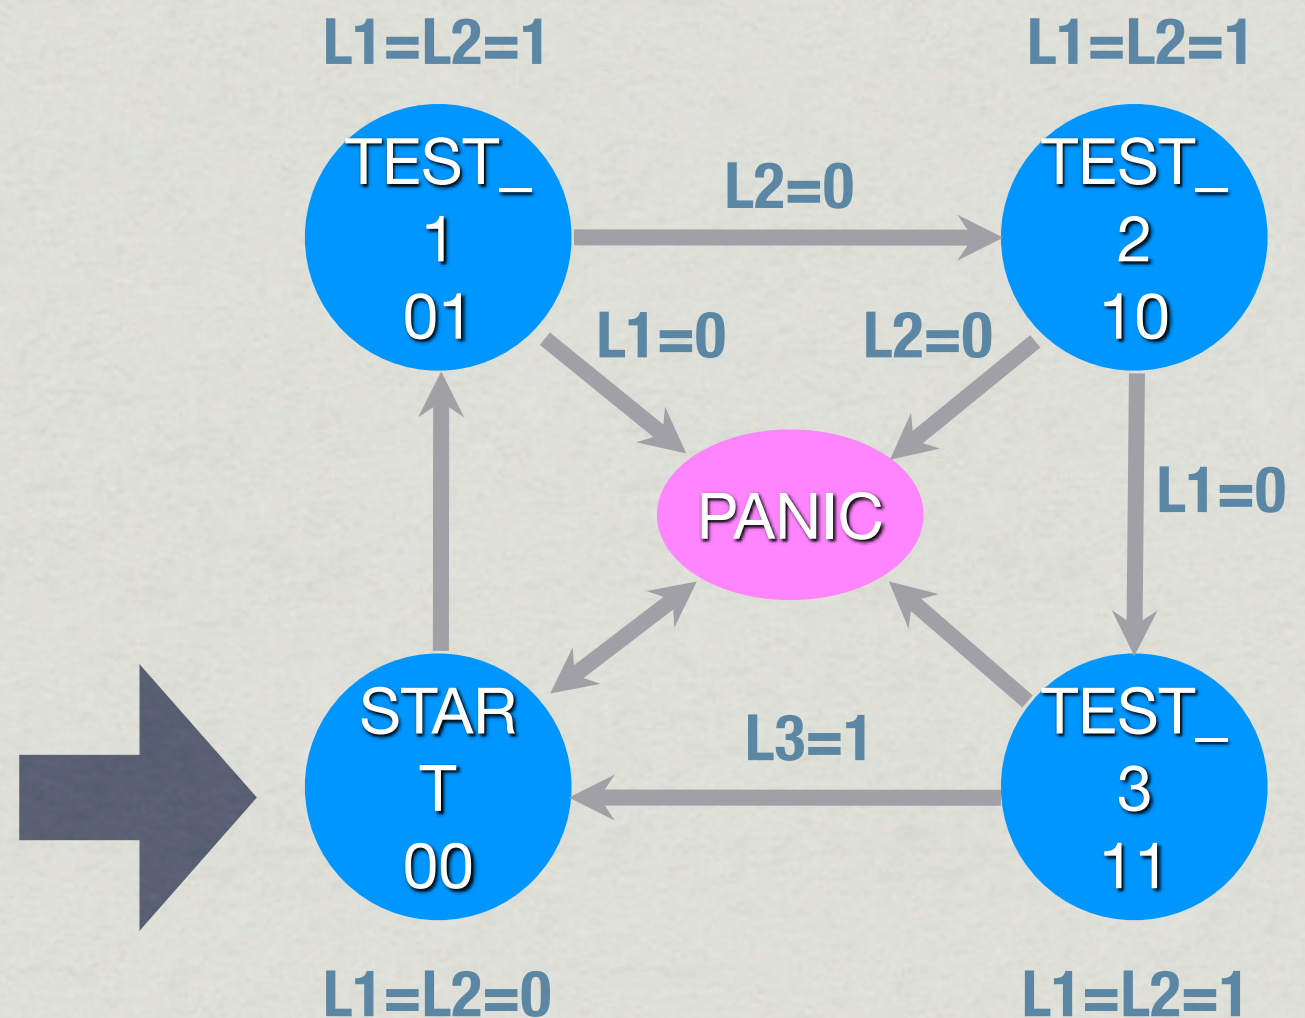 L1=L2=1
L1=L2=1
TEST_
1
01
L2=0
TEST_
2
10
L1=0
L2=0
PANIC
L1=0
STAR
T
00
L3=1
TEST_
3
11
L1=L2=0
L1=L2=1